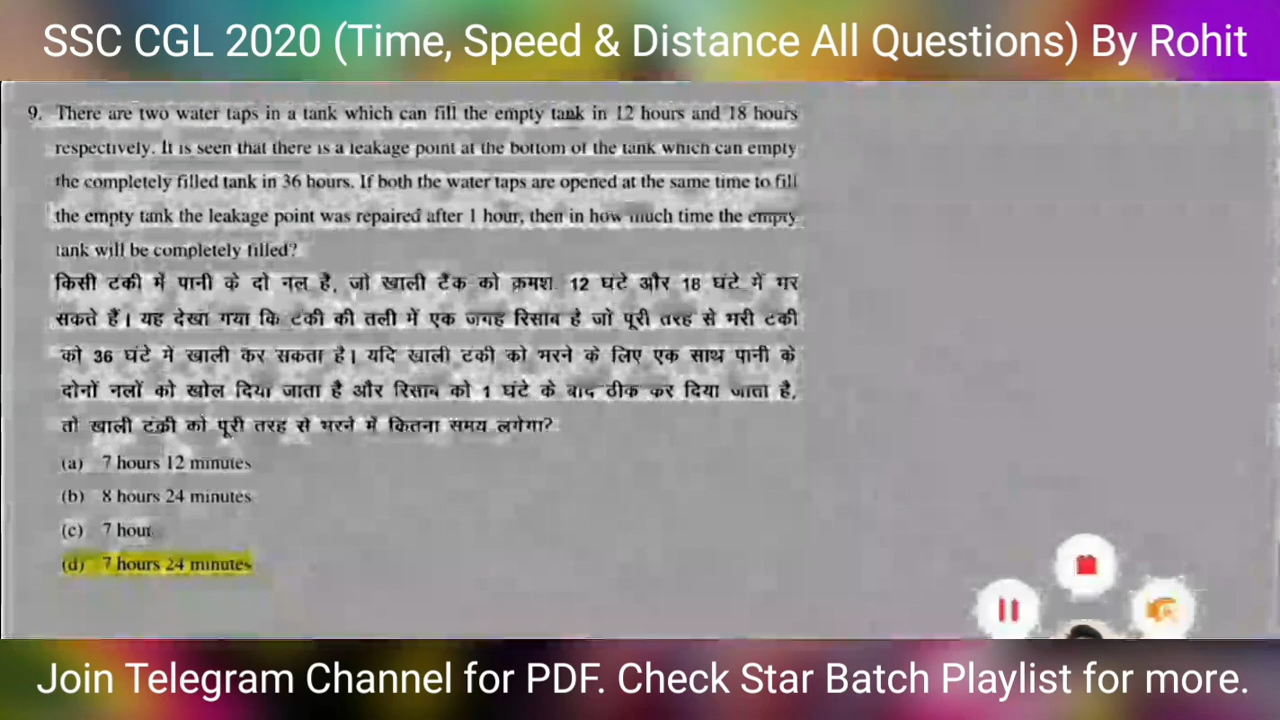 SSC CGL 2020 (Time, Speed & Distance All Questions) By Rohit
9. There are two water taps in a tank which can fill the empty tank in 12 hours and 18 hours
respectively. It is seen that there is a leakage point at the bottom of the tank which can empty
the completely filled tank in 36 hours. If both the water taps are opened at the same time to fill
the empty tank the leakage point was repaired after 1 hour, then in how much time the empty
tank will be completely filled?
किसी टंकी में पानी के दो नल है, जो खाली टैंक को क्रमश. 12 घंटे और 18 घंटे में भर
सकते हैं। यह देखा गया कि टंकी की तली में एक जगह रिसाब है जो पूरी तरह से भरी टंकी
को 36 घंटे में खाली कर सकता है। यदि खाली टंकी को भरने के लिए एक साथ पानी के
दोनों नलों को खोल दिया जाता है और रिसाब को 1 घंटे के बाद ठीक कर दिया जाता है,
तो खाली टंकी को पूरी तरह से भरने में कितना समय लगेगा?
(a) 7 hours 12 minutes
(b) 8 hours 24 minutes
(c) 7 hour
(d) 7 hours 24 minutes
Join Telegram Channel for PDF. Check Star Batch Playlist for more.